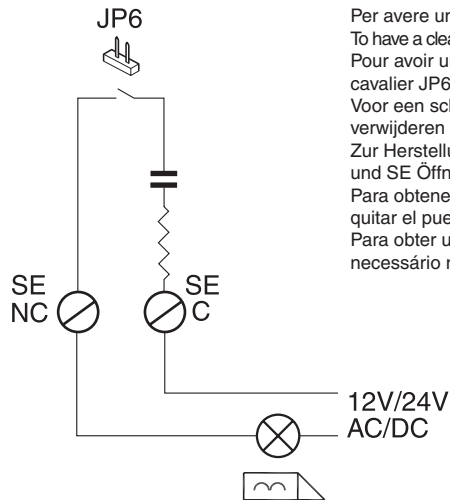 JP6
Per avere un
To have a clea
Pour avoir u
cavalier JP6
Voor een scl
verwijderen
Zur Herstellu
und SE Öffn
Para obtene
quitar el pue
Para obter u
necessário r
SE
NC
SE
C
12V/24V
AC/DC